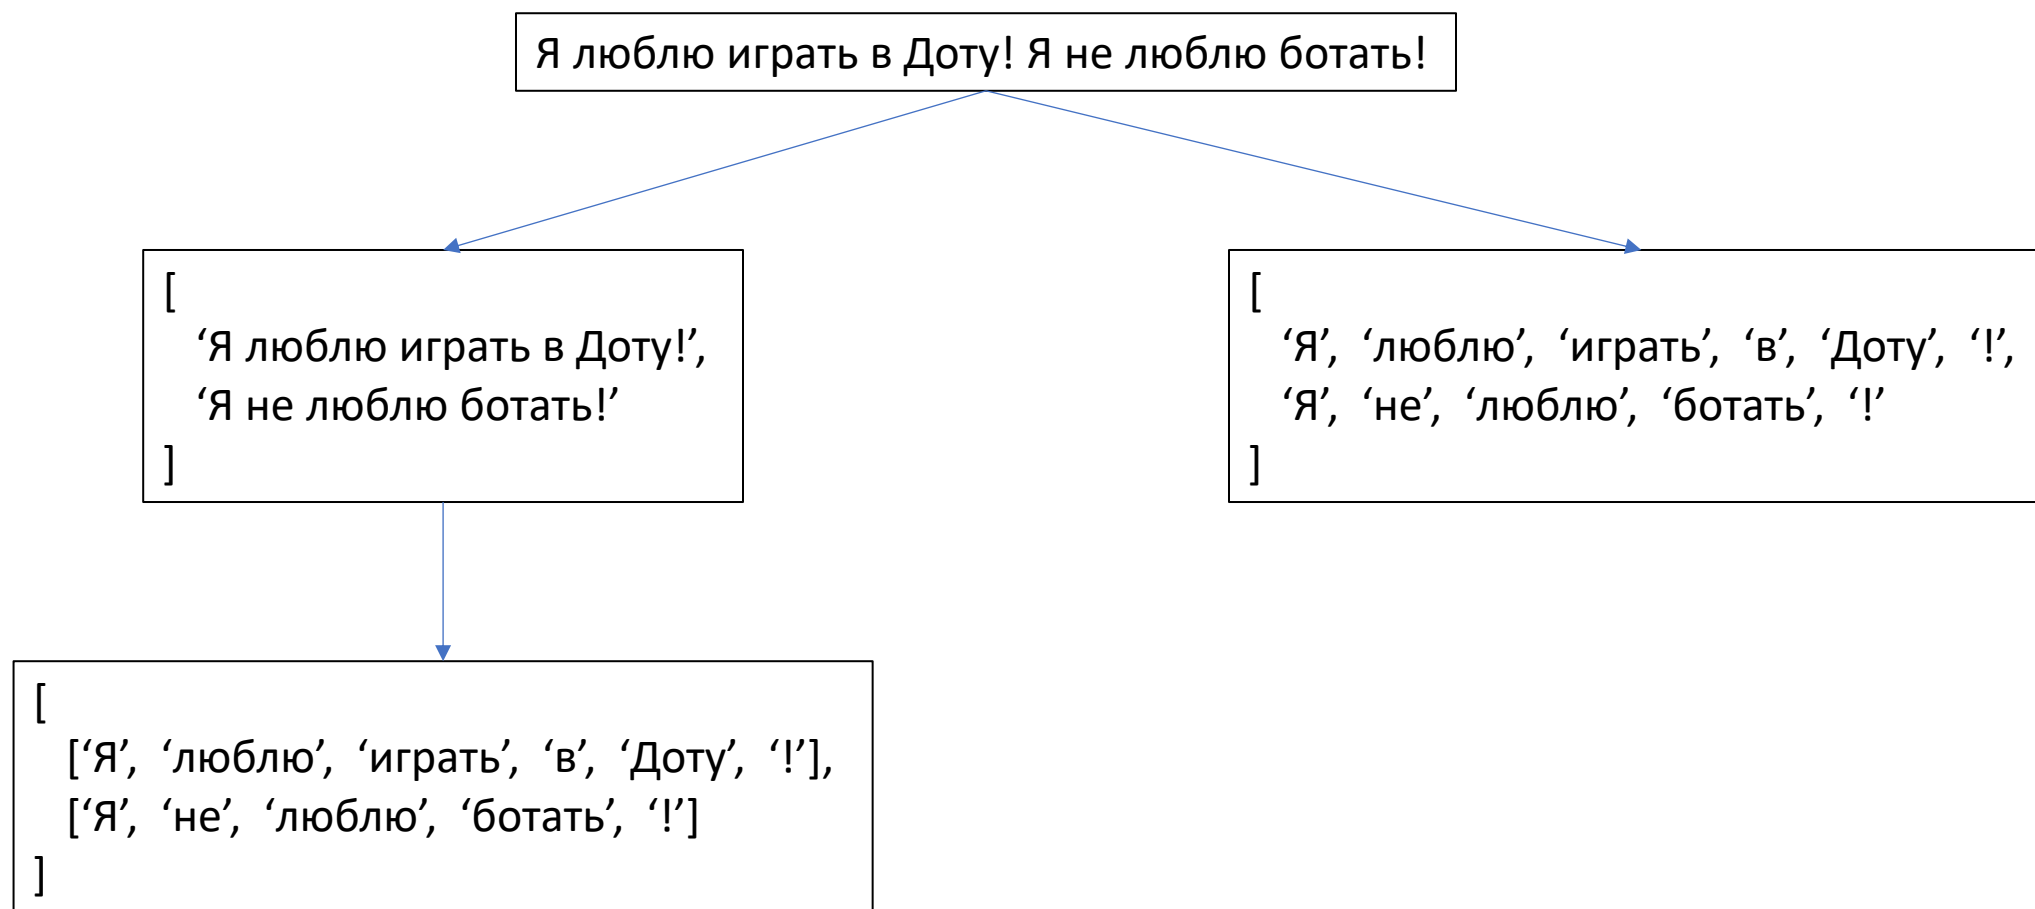 Я люблю играть в Доту! Я не люблю ботать!
[
‘Я люблю играть в Доту!’,
‘Я не люблю ботать!’
]
[
‘Я’, ‘люблю’, ‘играть’, ‘в’, ‘Доту’, ‘!’,
‘Я’, ‘не’, ‘люблю’, ‘ботать’, ‘!’
]
[
[‘Я’, ‘люблю’, ‘играть’, ‘в’, ‘Доту’, ‘!’],
[‘Я’, ‘не’, ‘люблю’, ‘ботать’, ‘!’]
]